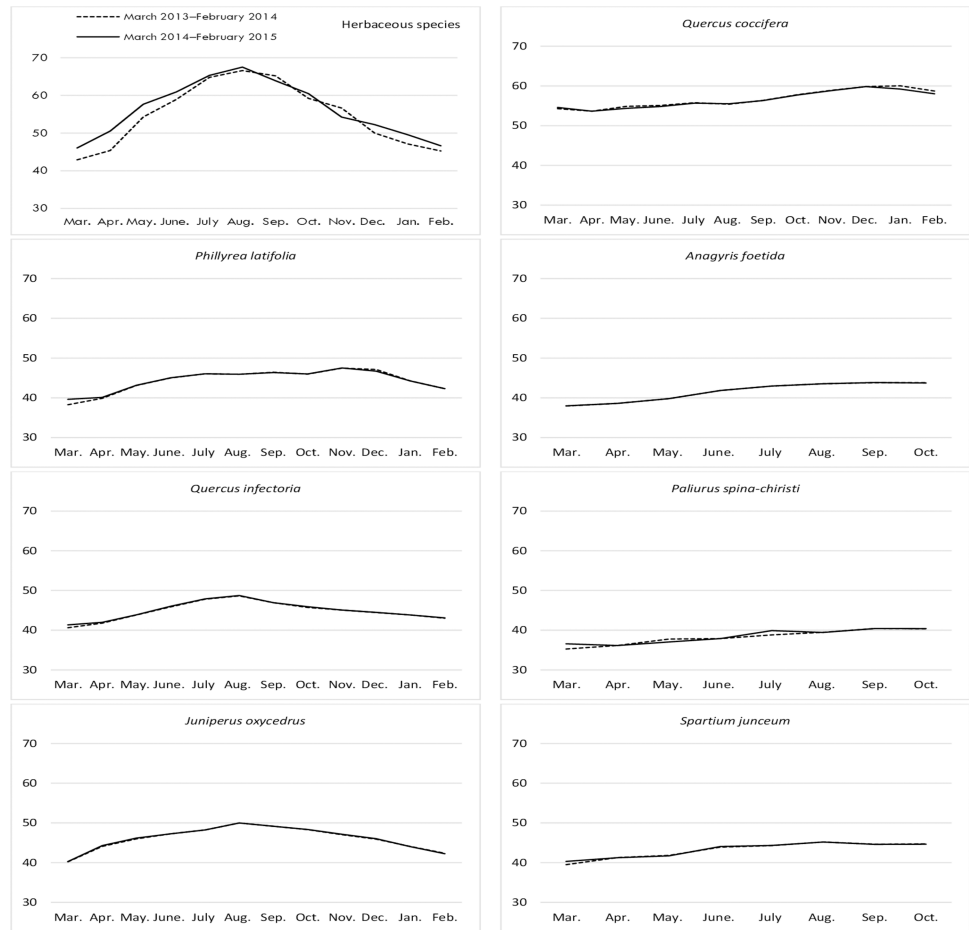 March 2013–February 2014
Herbaceous species
March 2014–February 2015
70
60
50
40
30
Mar. Apr. May. June. July Aug. Sep. Oct. Nov. Dec. Jan. Feb.
Quercus coccifera
70
60
50
40
30
Mar. Apr. May. June. July Aug. Sep. Oct. Nov. Dec. Jan. Feb.
Phillyrea latifolia
70
60
50
40
30
Mar. Apr. May. June. July Aug. Sep. Oct. Nov. Dec. Jan. Feb.
Anagyris foetida
70
60
50
40
30
Mar. Apr. May. June. July Aug. Sep. Oct.
Quercus infectoria
70
60
50
40
30
Mar. Apr. May. June. July Aug. Sep. Oct. Nov. Dec. Jan. Feb.
Paliurus spina-chiristi
70
60
50
40
30
Mar. Apr. May. June. July Aug. Sep. Oct.
Juniperus oxycedrus
70
60
50
40
30
Mar. Apr. May. June. July Aug. Sep. Oct. Nov. Dec. Jan. Feb.
Spartium junceum
70
60
50
40
30
Mar. Apr. May. June. July Aug. Sep. Oct.